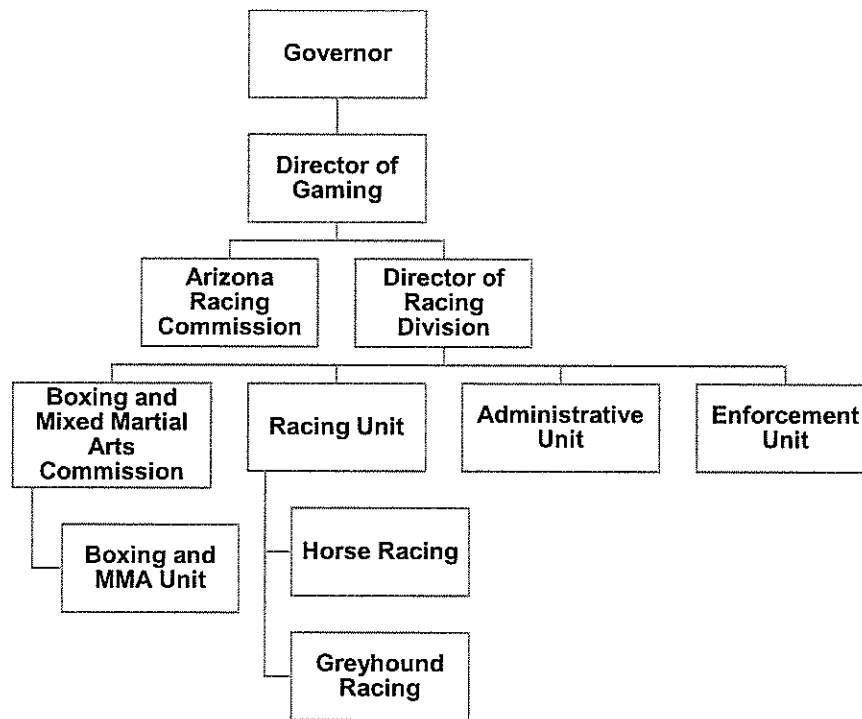 Governor
Director of
Gaming
Arizona
Racing
Commission
Director of
Racing
Division
Boxing and
Mixed Martial
Arts
Commission
Racing Unit
Administrative
Unit
Enforcement
Unit
Boxing and
MMA Unit
Horse Racing
Greyhound
Racing